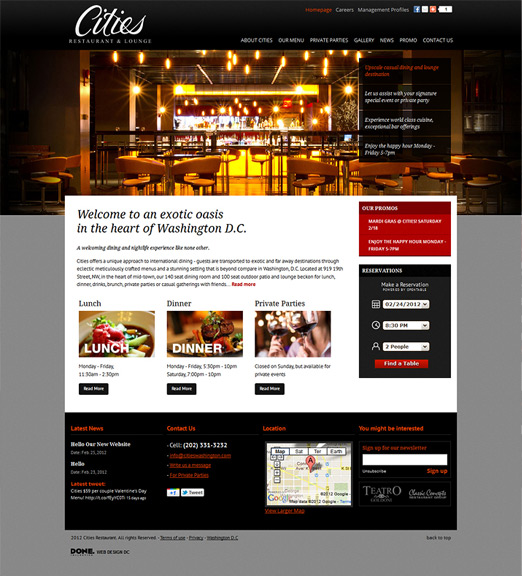 Cities
RESTAURANT & LOUNGE
Homepage Careers Management Profiles
ABOUT CITIES OUR MENU PRIVATE PARTIES GALLERY NEWS PROMO CONTACT US
Upscale casual dining and lounge
destination
Let us assist with your signature
special event or private party
Experience world class cuisine,
exceptional bar offerings
Enjoy the happy hour Monday -
Friday 5-7pm
Welcome to an exotic oasis
in the heart of Washington D.C.
A welcoming dining and nightlife experience like none other.
Cities offers a unique approach to international dining - guests are transported to exotic and far away destinations through
eclectic meticulously crafted menus and a stunning setting that is beyond compare in Washington, D.C. Located at 919 19th
Street, NW, in the heart of mid-town, our 140 seat dining room and 100 seat outdoor patio and lounge beckon for lunch,
dinner, drinks, brunch, private parties or casual gatherings with friends... Read more
OUR PROMOS
MARDI GRAS @ CITIES! SATURDAY
2/18
ENJOY THE HAPPY HOUR MONDAY -
FRIDAY 5-7PM
RESERVATIONS
Make a Reservation
POWERED BY OPENTABLE
02/24/2012
8:30 PM
2 People
Find a Table
Lunch
LUNCH
Monday - Friday,
11:30am - 2:30pm
Read More
Dinner
DINNER
Monday - Friday, 5:30pm - 10pm
Saturday, 7:00pm - 10pm
Read More
Private Parties
Closed on Sunday, but available for
private events
Read More
Latest News
Hello Our New Website
Date: Feb. 25, 2012
Hello
Date: Feb. 23, 2012
Latest tweet:
Cities $59 per couple Valentine's Day
Contact Us
- Cell: (202) 331-3232
- info@citieswashington.com
- Write us a message
- For Private Parties
Tweet
Location
Map Sat Ter Earth
A
Google
©2012 Google
View Larger Map
You might be interested
Sign up for our newsletter
Unsubscribe Sign up
TEATRO
GOLDONI
Classic Concepts
2012 Cities Restaurant. All rights Reserved. - Terms of use - Privacy - Washington D.C
back to top
DONE. WEB DESIGN DC